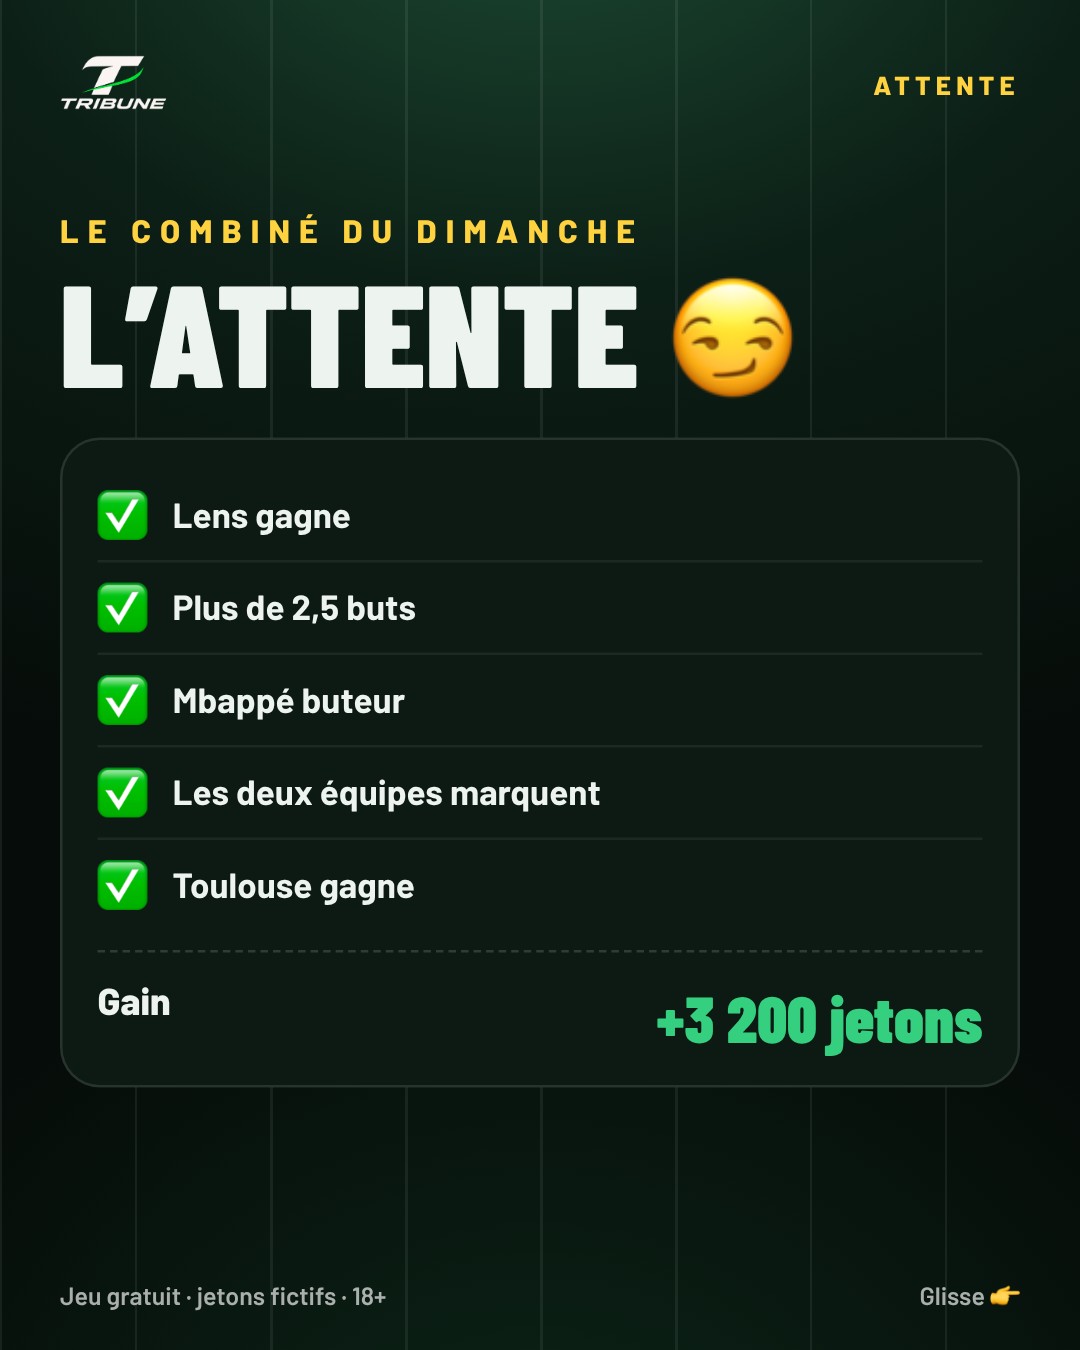 TRIBUNE
ATTENTE
LE COMBINÉ DU DIMANCHE
L'ATTENTE 😏
✅ Lens gagne
✅ Plus de 2,5 buts
✅ Mbappé buteur
✅ Les deux équipes marquent
✅ Toulouse gagne
Gain
+3 200 jetons
Jeu gratuit · jetons fictifs · 18+
Glisse 👉